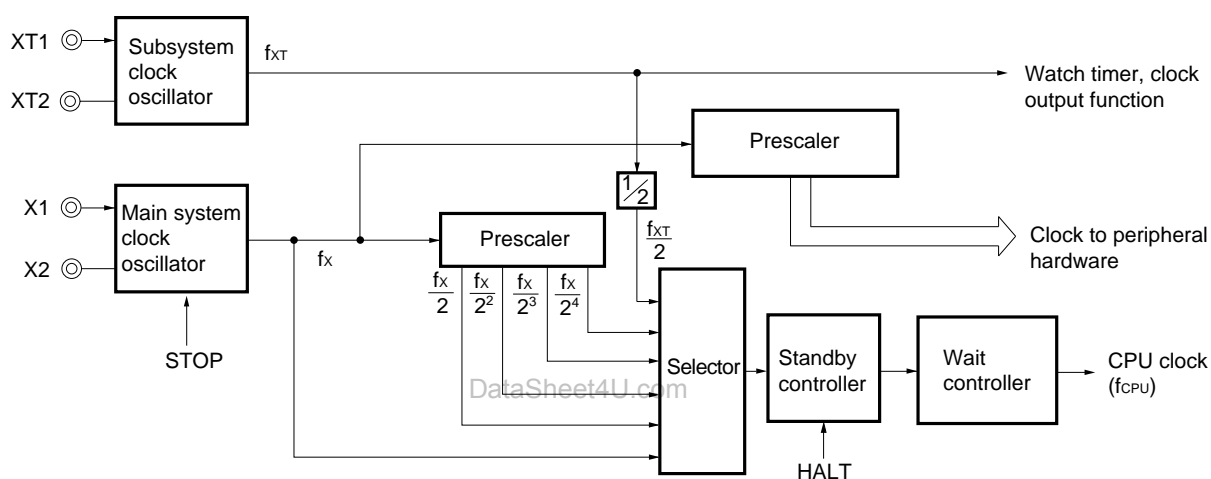 XT1
XT2
Subsystem
clock
oscillator
fXT
Watch timer, clock
output function
Prescaler
1/2
X1
X2
Main system
clock
oscillator
fX
Prescaler
fXT/2
Clock to peripheral
hardware
fX/2 fX/2² fX/2³ fX/2⁴
STOP
Selector
Standby
controller
Wait
controller
CPU clock
(fCPU)
DataSheet4U.com
HALT